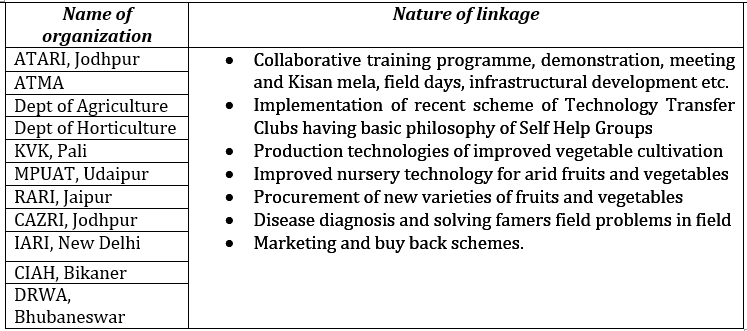 Name of organization
Nature of linkage
ATARI, Jodhpur
ATMA
Dept of Agriculture
Dept of Horticulture
KVK, Pali
MPUAT, Udaipur
RARI, Jaipur
CAZRI, Jodhpur
IARI, New Delhi
CIAH, Bikaner
DRWA,
Bhubaneswar
• Collaborative training programme, demonstration, meeting
and Kisan mela, field days, infrastructural development etc.
• Implementation of recent scheme of Technology Transfer
Clubs having basic philosophy of Self Help Groups
• Production technologies of improved vegetable cultivation
• Improved nursery technology for arid fruits and vegetables
• Procurement of new varieties of fruits and vegetables
• Disease diagnosis and solving famers field problems in field
• Marketing and buy back schemes.